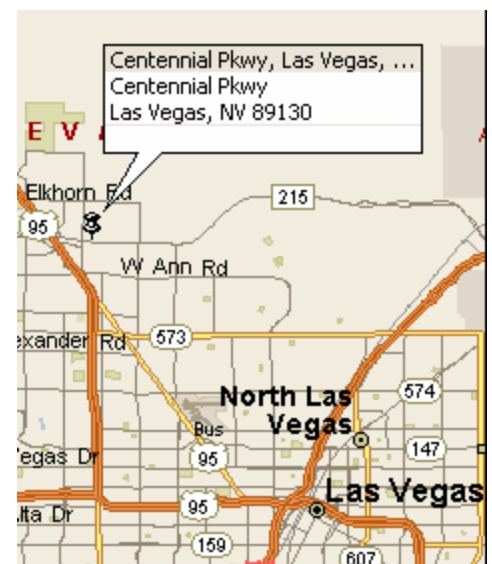 Centennial Pkwy, Las Vegas, ...
Centennial Pkwy
Las Vegas, NV 89130
E V A
Elkhorn Rd
215
95
W Ann Rd
exander Rd
573
North Las
Vegas
574
Bus
95
147
egas Dr
Las Vegas
95
lta Dr
159
607